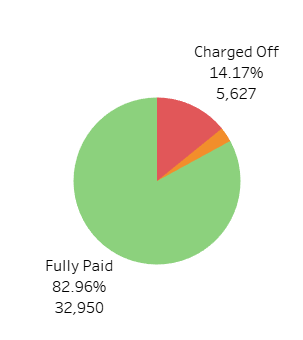 Charged Off
14.17%
5,627
Fully Paid
82.96%
32,950